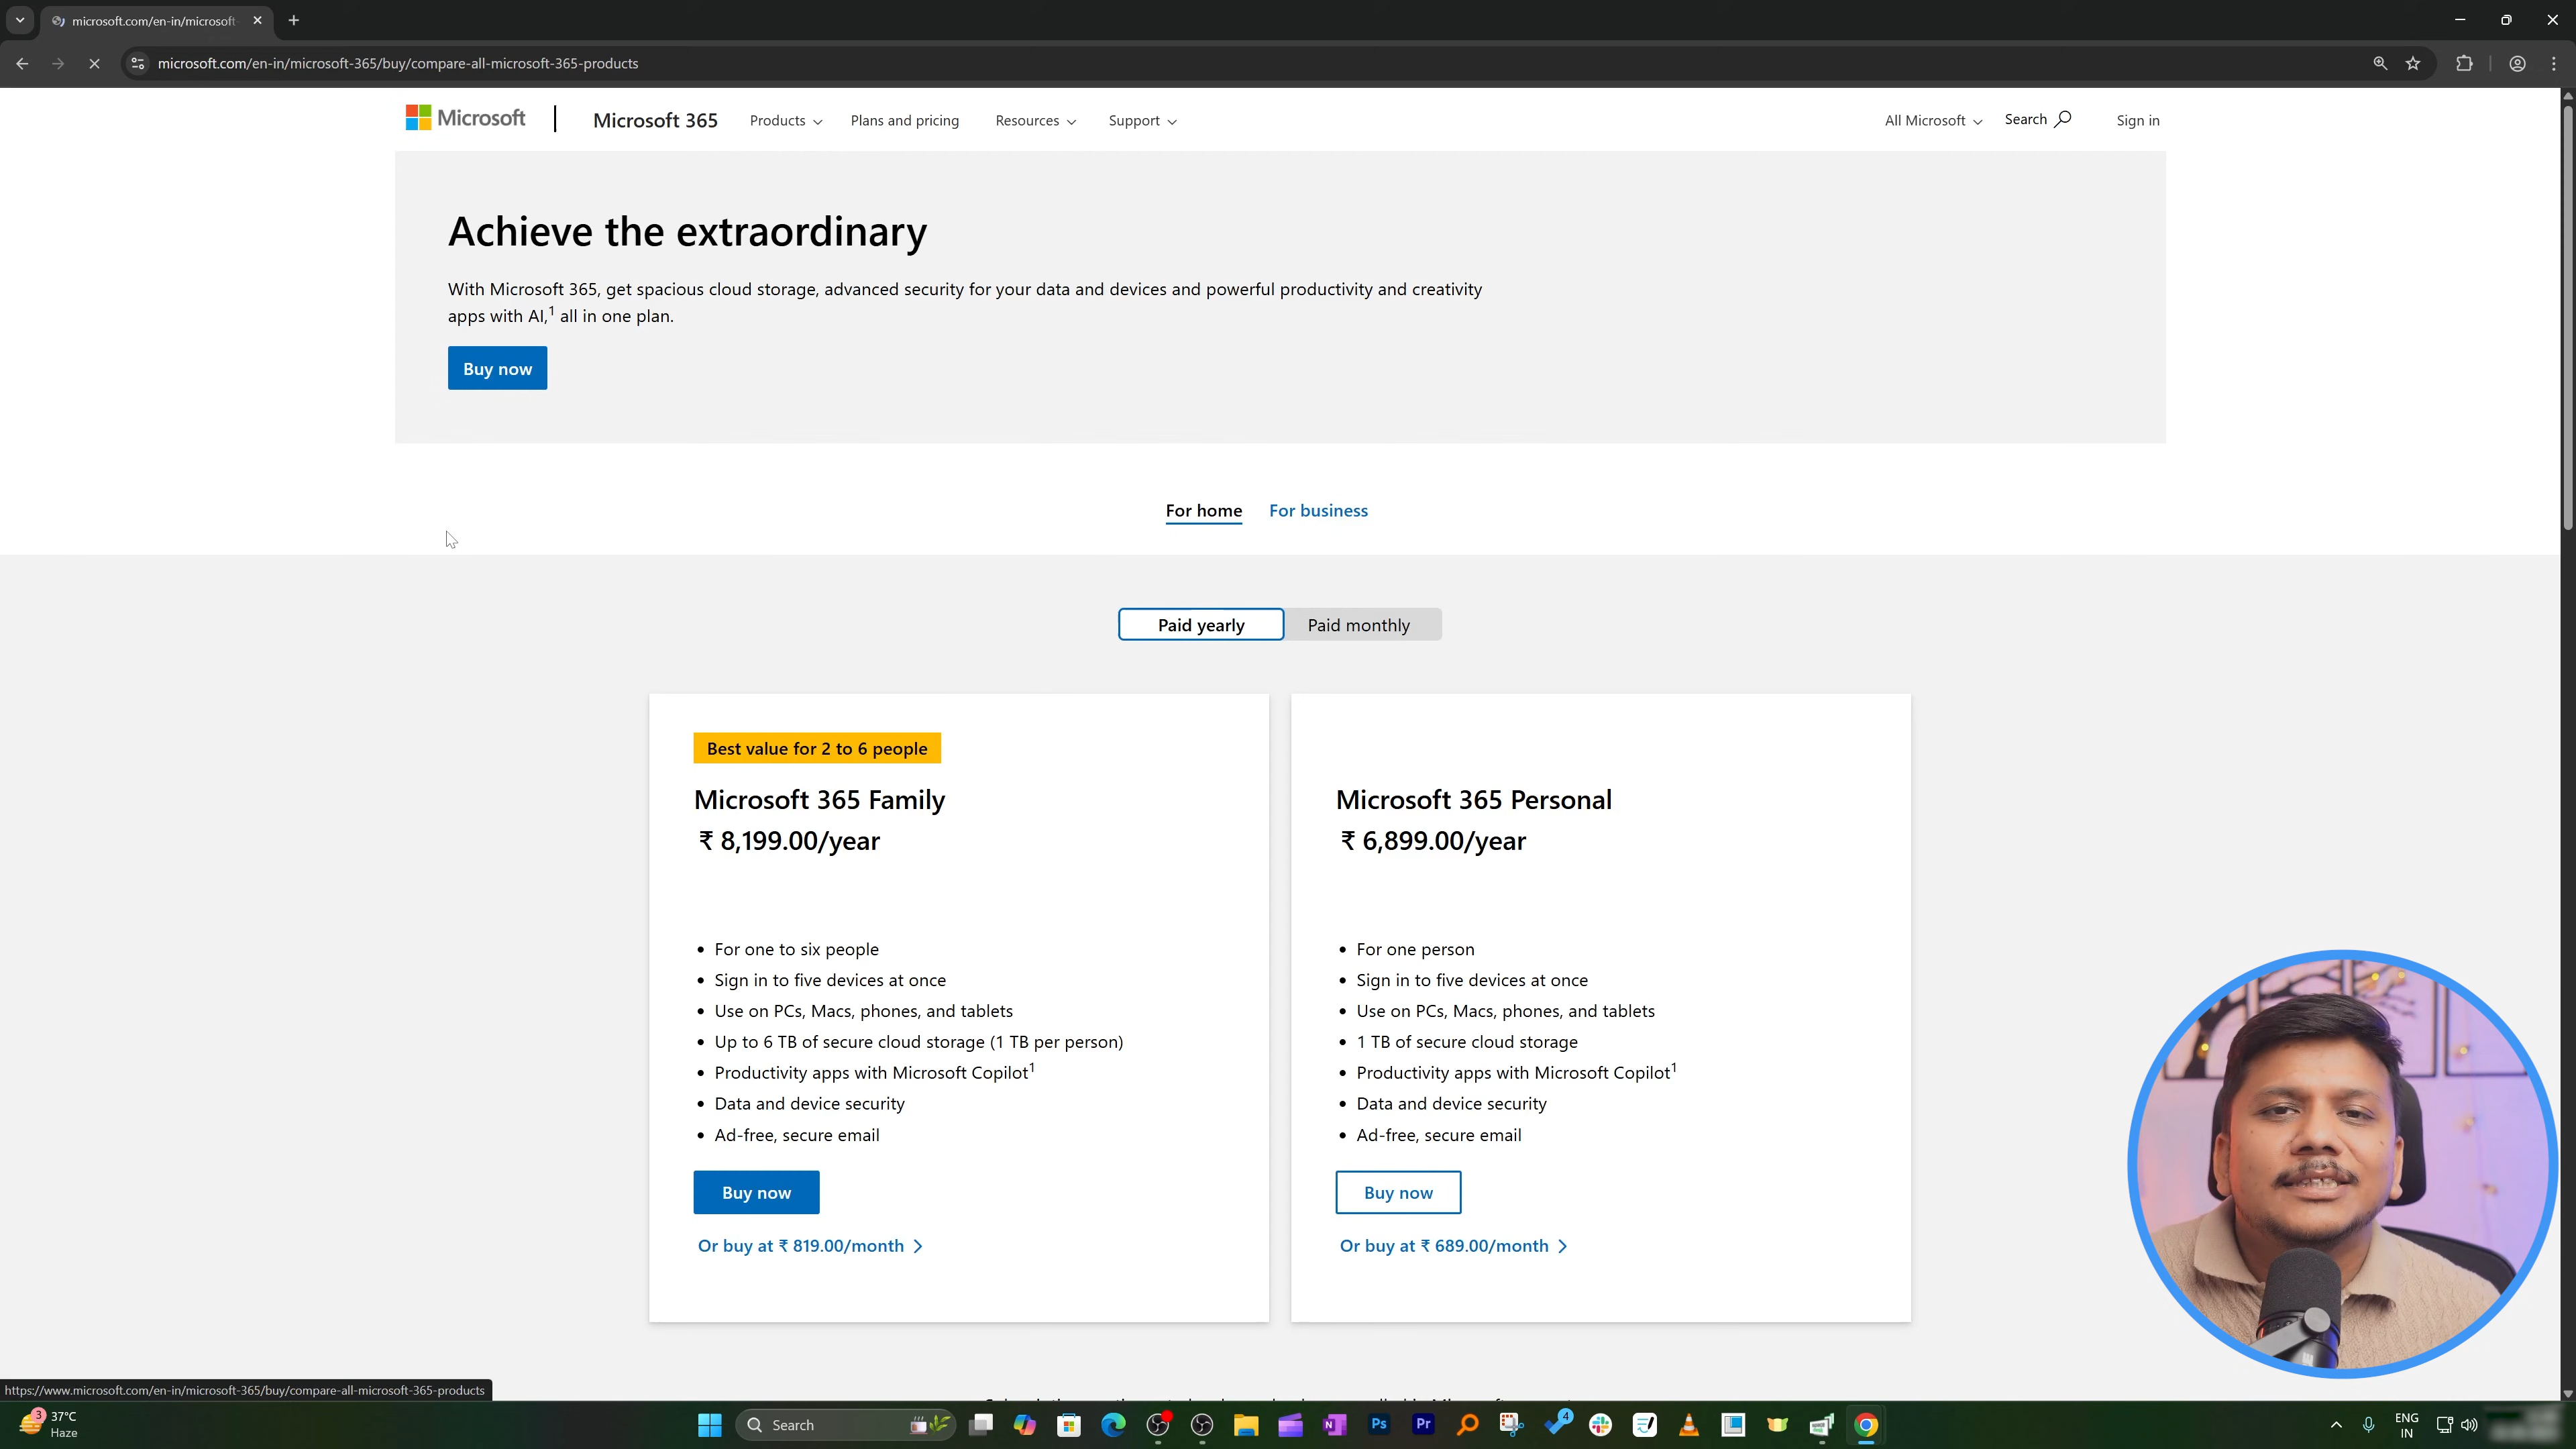 microsoft.com/en-in/microsoft-
microsoft.com/en-in/microsoft-365/buy/compare-all-microsoft-365-products
Microsoft
Microsoft 365
Products
Plans and pricing
Resources
Support
All Microsoft
Search
Sign in
Achieve the extraordinary
With Microsoft 365, get spacious cloud storage, advanced security for your data and devices and powerful productivity and creativity
apps with AI,1 all in one plan.
Buy now
For home
For business
Paid yearly
Paid monthly
Best value for 2 to 6 people
Microsoft 365 Family
₹ 8,199.00/year
• For one to six people
• Sign in to five devices at once
• Use on PCs, Macs, phones, and tablets
• Up to 6 TB of secure cloud storage (1 TB per person)
• Productivity apps with Microsoft Copilot1
• Data and device security
• Ad-free, secure email
Buy now
Or buy at ₹ 819.00/month
Microsoft 365 Personal
₹ 6,899.00/year
• For one person
• Sign in to five devices at once
• Use on PCs, Macs, phones, and tablets
• 1 TB of secure cloud storage
• Productivity apps with Microsoft Copilot1
• Data and device security
• Ad-free, secure email
Buy now
Or buy at ₹ 689.00/month
https://www.microsoft.com/en-in/microsoft-365/buy/compare-all-microsoft-365-products
3
37°C
Haze
Search
N
Ps
Pr
4
ENG
IN